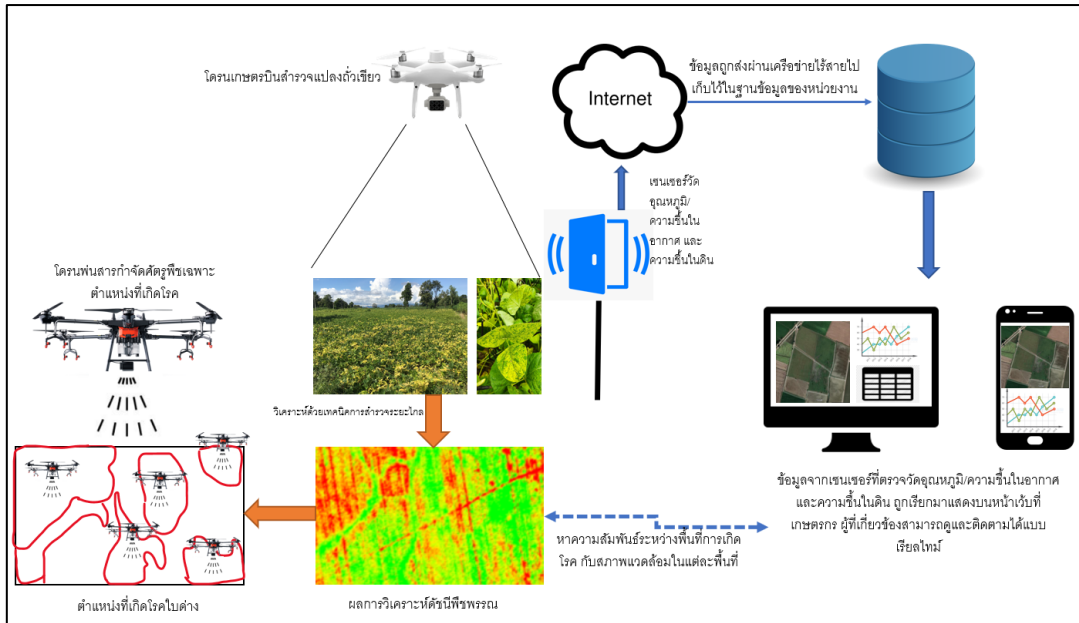 โดรนเกษตรบินสำรวจแปลงถั่วเขียว
Internet
ข้อมูลถูกส่งผ่านเครือข่ายไร้สายไป
เก็บไว้ในฐานข้อมูลของหน่วยงาน
เซนเซอร์วัด
อุณหภูมิ/
ความชื้นใน
อากาศ และ
ความชื้นในดิน
โดรนพ่นสารกำจัดศัตรูพืชเฉพาะ
ตำแหน่งที่เกิดโรค
วิเคราะห์ด้วยเทคนิคการสำรวจระยะไกล
ข้อมูลจากเซนเซอร์ที่ตรวจวัดอุณหภูมิ/ความชื้นในอากาศ
และความชื้นในดิน ถูกเรียกมาแสดงบนหน้าเว็บที่
เกษตรกร ผู้ที่เกี่ยวข้องสามารถดูและติดตามได้แบบ
เรียลไทม์
หาความสัมพันธ์ระหว่างพื้นที่การเกิด
โรค กับสภาพแวดล้อมในแต่ละพื้นที่
ตำแหน่งที่เกิดโรคใบด่าง
ผลการวิเคราะห์ดัชนีพืชพรรณ